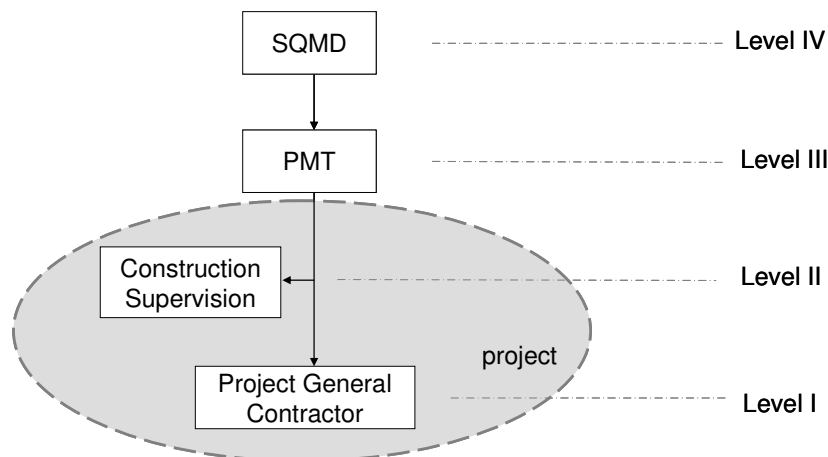 SQMD
Level IV
PMT
Level III
Construction
Supervision
Level II
project
Project General
Contractor
Level I